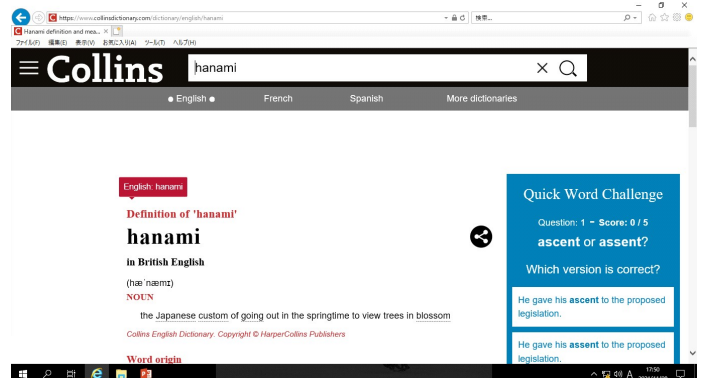 https://www.collinsdictionary.com/dictionary/english/hanami
検索...
Hanami definition and mea...
ファイル(F) 編集(E) 表示(V) お気に入り(A) ツール(T) ヘルプ(H)
Collins
hanami
English
French
Spanish
More dictionaries
English: hanami
Definition of 'hanami'
hanami
in British English
(hæˈnæmɪ)
NOUN
the Japanese custom of going out in the springtime to view trees in blossom
Collins English Dictionary. Copyright © HarperCollins Publishers
Word origin
Quick Word Challenge
Question: 1 - Score: 0 / 5
ascent or assent?
Which version is correct?
He gave his ascent to the proposed
legislation.
He gave his assent to the proposed
legislation.
A
17:50